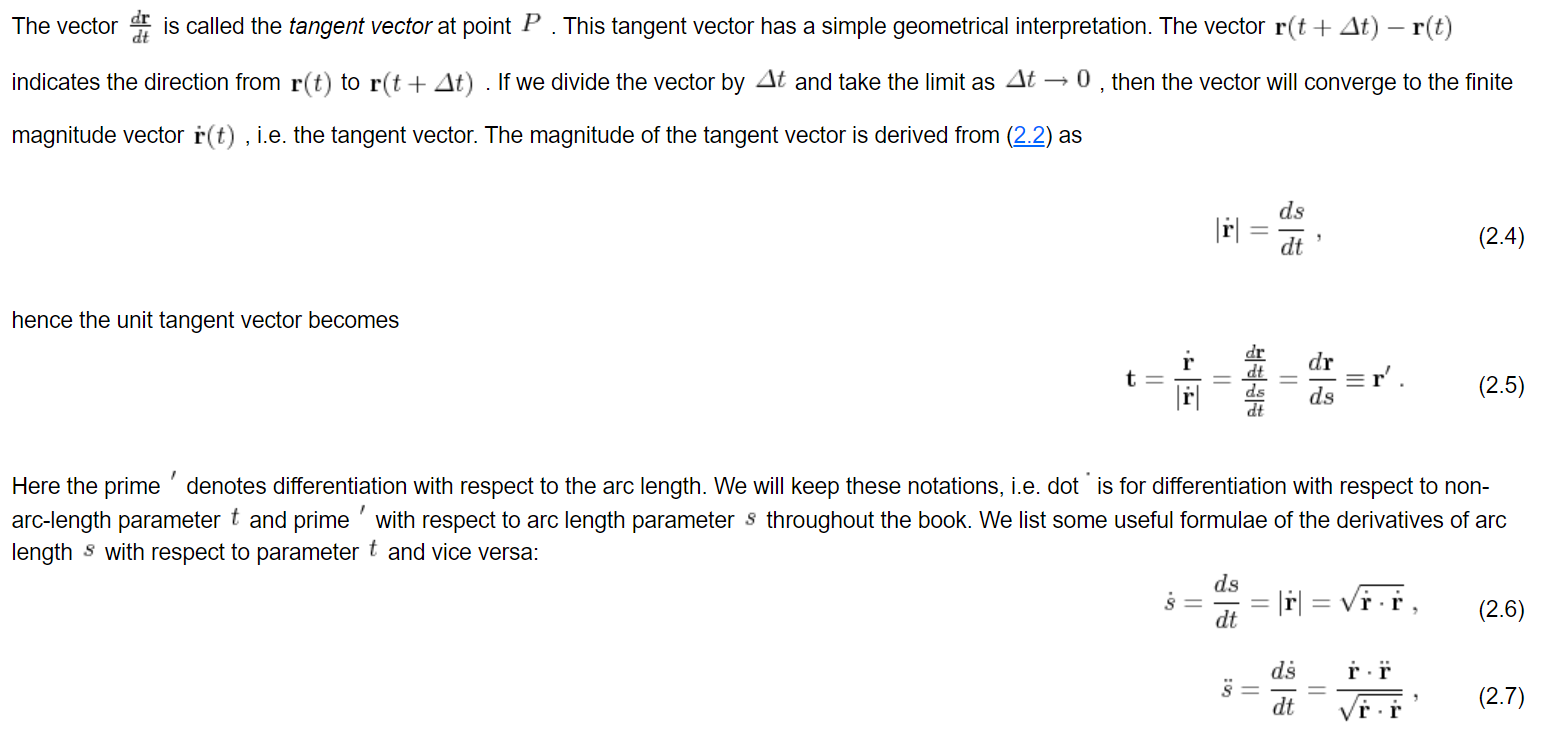 The vector $\frac{d\mathbf{r}}{dt}$ is called the tangent vector at point $P$ . This tangent vector has a simple geometrical interpretation. The vector $\mathbf{r}(t + \Delta t) - \mathbf{r}(t)$
indicates the direction from $\mathbf{r}(t)$ to $\mathbf{r}(t + \Delta t)$ . If we divide the vector by $\Delta t$ and take the limit as $\Delta t \to 0$ , then the vector will converge to the finite
magnitude vector $\dot{\mathbf{r}}(t)$ , i.e. the tangent vector. The magnitude of the tangent vector is derived from (2.2) as
$|\dot{\mathbf{r}}| = \frac{ds}{dt}$ , (2.4)
hence the unit tangent vector becomes
$\mathbf{t} = \frac{\dot{\mathbf{r}}}{|\dot{\mathbf{r}}|} = \frac{\frac{d\mathbf{r}}{dt}}{\frac{ds}{dt}} = \frac{d\mathbf{r}}{ds} \equiv \mathbf{r}'$ . (2.5)
Here the prime $'$ denotes differentiation with respect to the arc length. We will keep these notations, i.e. dot $\dot{}$ is for differentiation with respect to non-
arc-length parameter $t$ and prime $'$ with respect to arc length parameter $s$ throughout the book. We list some useful formulae of the derivatives of arc
length $s$ with respect to parameter $t$ and vice versa:
$\dot{s} = \frac{ds}{dt} = |\dot{\mathbf{r}}| = \sqrt{\dot{\mathbf{r}} \cdot \dot{\mathbf{r}}}$ , (2.6)
$\ddot{s} = \frac{d\dot{s}}{dt} = \frac{\dot{\mathbf{r}} \cdot \ddot{\mathbf{r}}}{\sqrt{\dot{\mathbf{r}} \cdot \dot{\mathbf{r}}}}$ , (2.7)